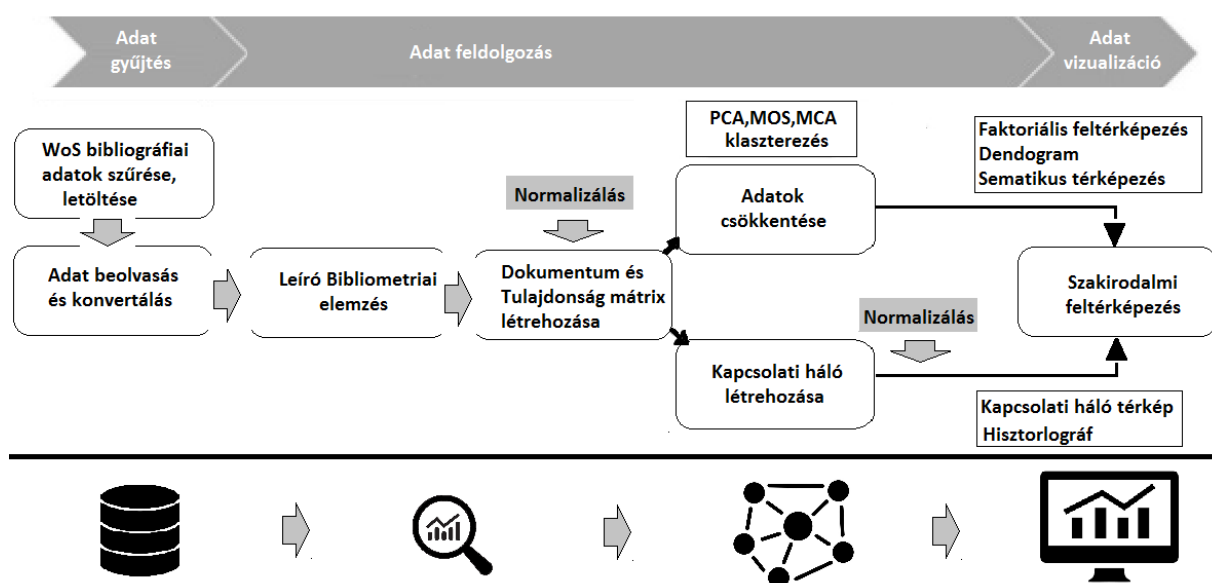 Adat
gyűjtés
Adat feldolgozás
Adat
vizualizáció
PCA,MOS,MCA
klaszterezés
Faktoriális feltérképezés
Dendogram
Sematikus térképezés
WoS bibliográfiai
adatok szűrése,
letöltése
Normalizálás
Adatok
csökkentése
Adat beolvasás
és konvertálás
Leíró Bibliometriai
elemzés
Dokumentum és
Tulajdonság mátrix
létrehozása
Szakirodalmi
feltérképezés
Normalizálás
Kapcsolati háló
létrehozása
Kapcsolati háló térkép
Hisztorlográf